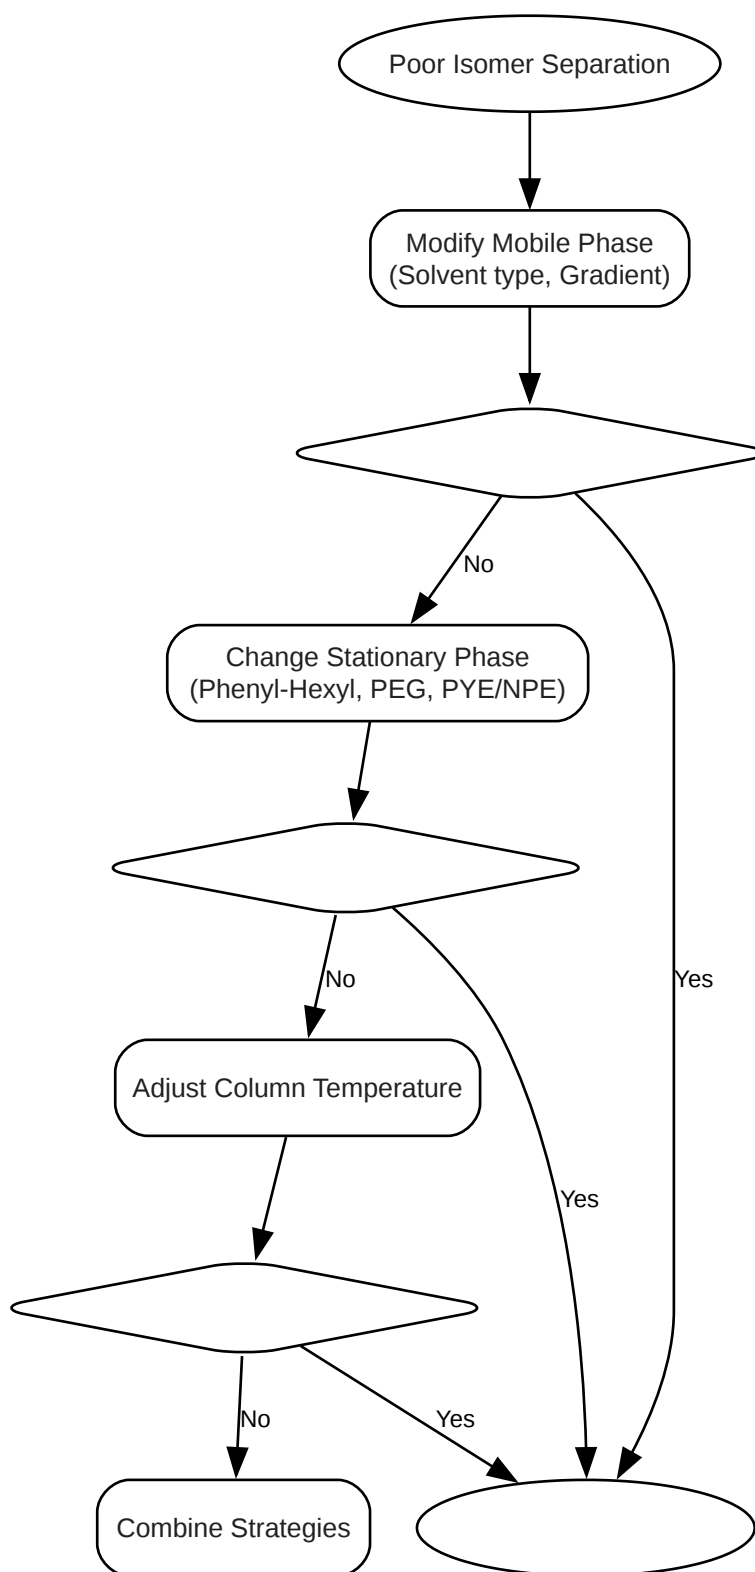 Poor Isomer Separation
Modify Mobile Phase
(Solvent type, Gradient)
No
Change Stationary Phase
(Phenyl-Hexyl, PEG, PYE/NPE)
No
Yes
Adjust Column Temperature
Yes
No
Yes
Combine Strategies